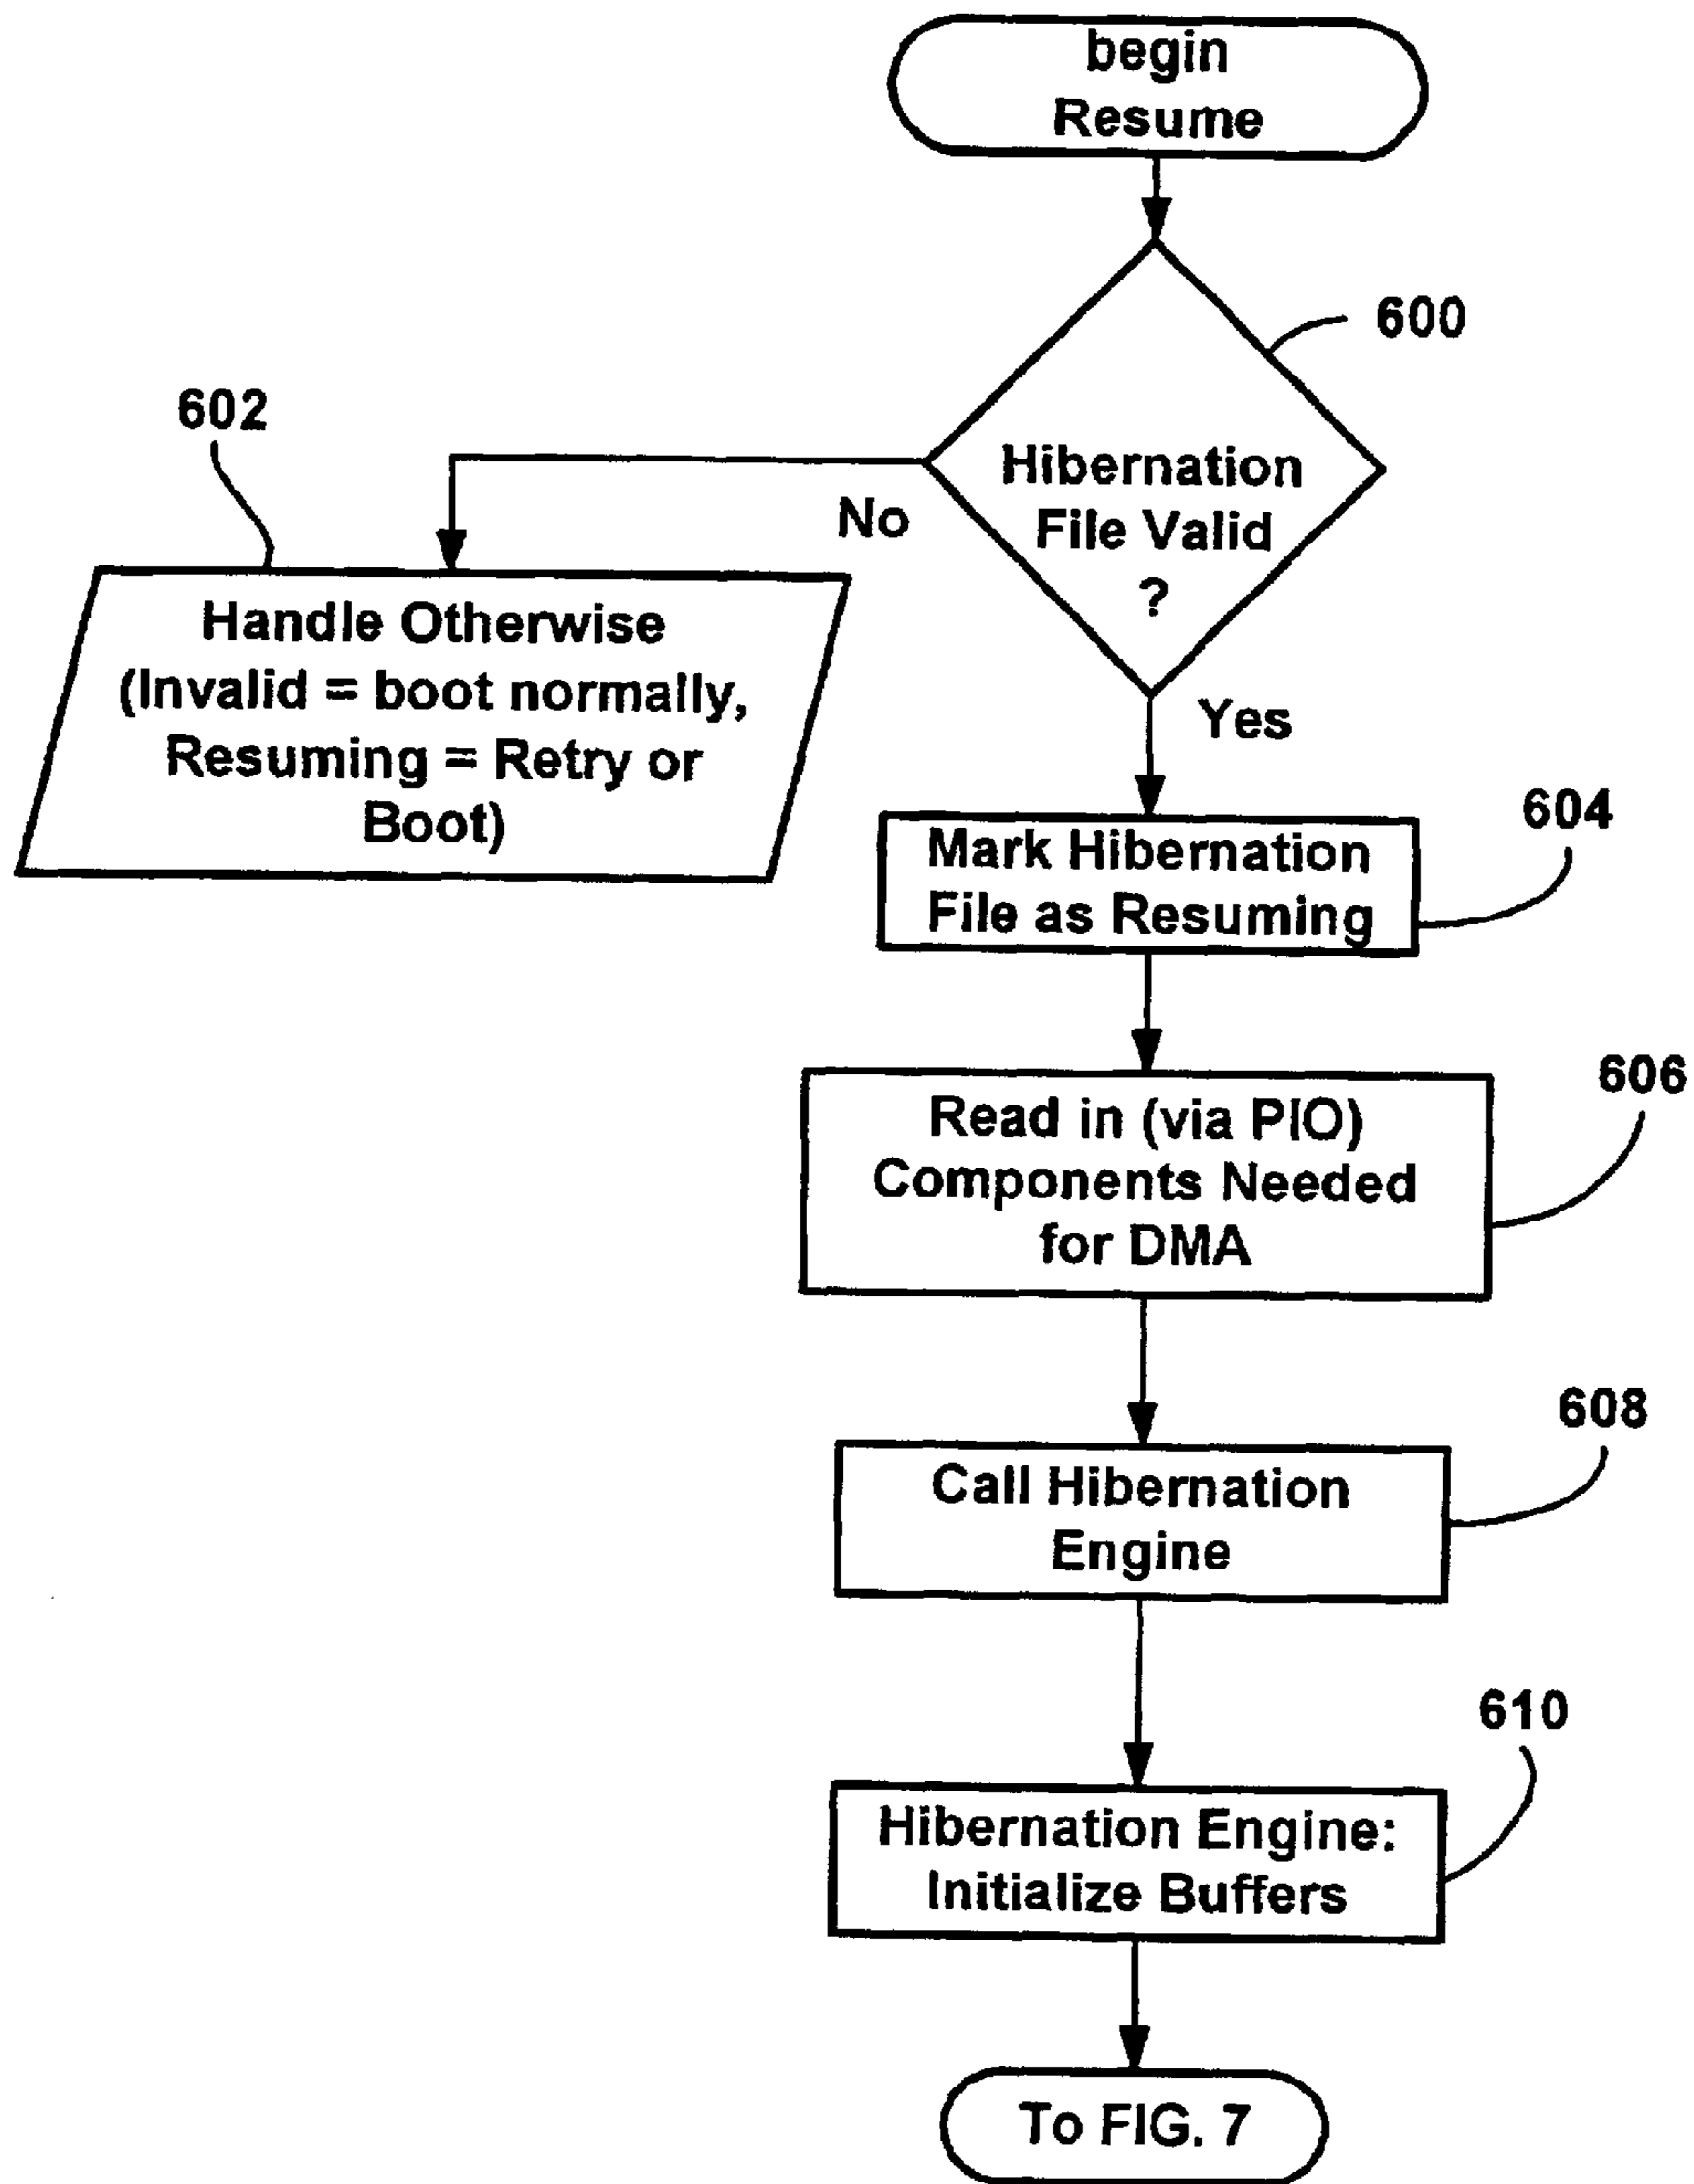 begin
Resume
600
Hibernation
File Valid
?
No
Yes
602
Handle Otherwise
(Invalid = boot normally,
Resuming = Retry or
Boot)
604
Mark Hibernation
File as Resuming
606
Read in (via PIO)
Components Needed
for DMA
608
Call Hibernation
Engine
610
Hibernation Engine:
Initialize Buffers
To FIG. 7